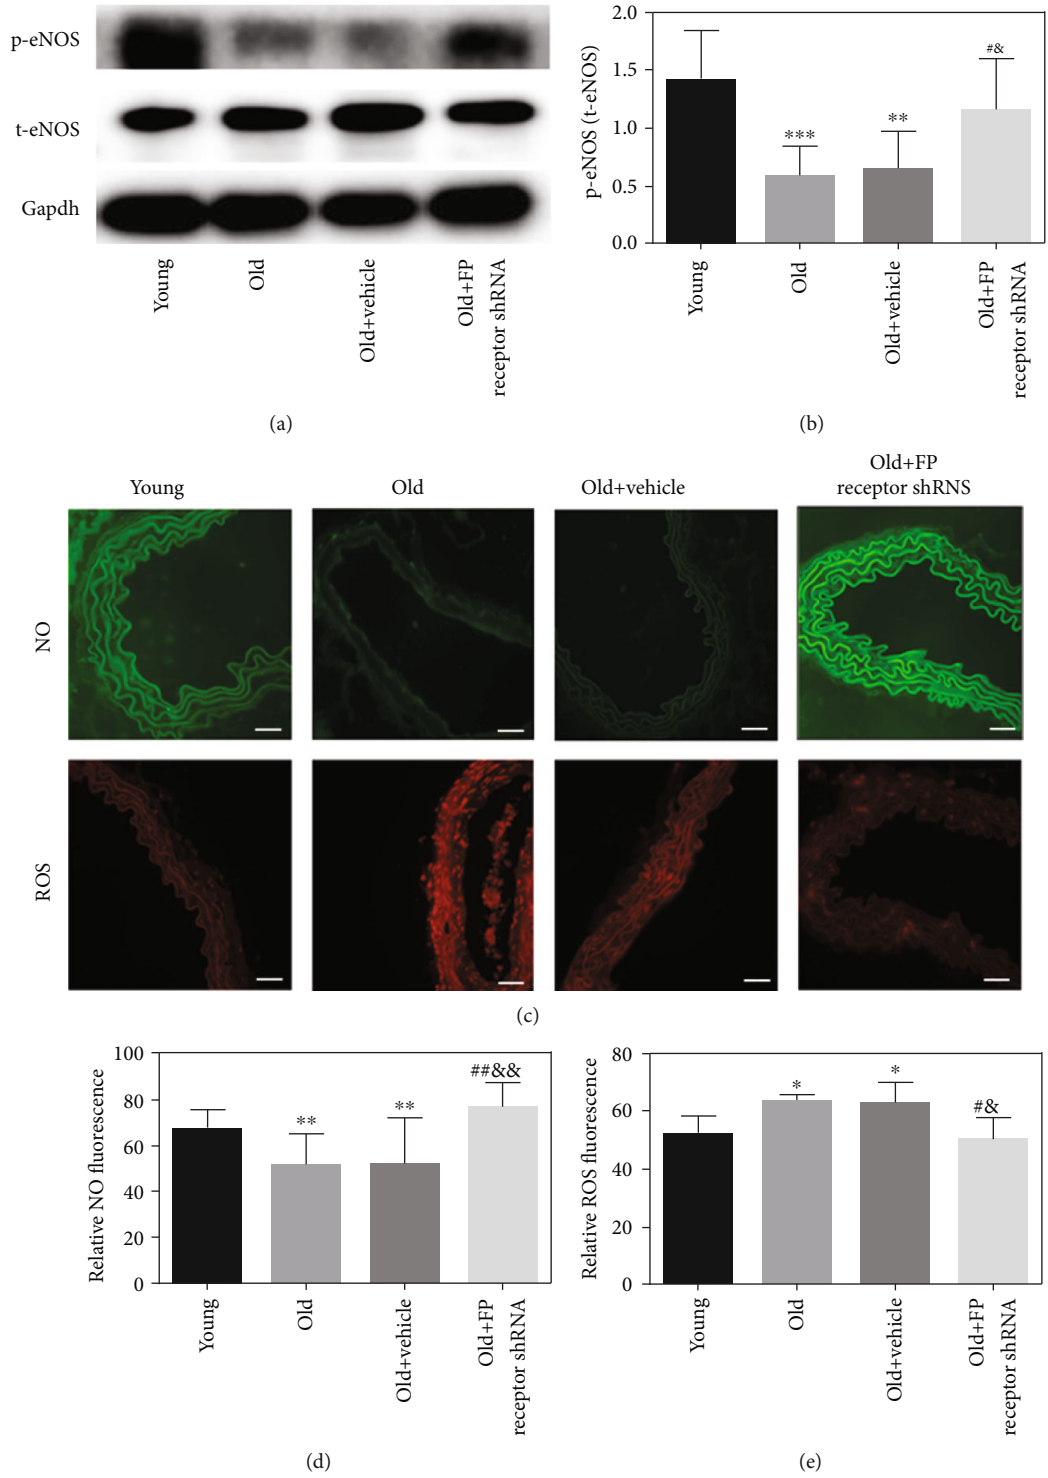 p-eNOS
t-eNOS
Gapdh
Young
Old
Old+vehicle
Old+FP
receptor shRNA
(a)
p-eNOS (t-eNOS)
2.0
1.5
1.0
0.5
0.0
***
**
#&
Young
Old
Old+vehicle
Old+FP
receptor shRNA
(b)
Young
Old
Old+vehicle
Old+FP
receptor shRNS
NO
ROS
(c)
Relative NO fluorescence
100
80
60
40
20
0
**
**
##&&
Young
Old
Old+vehicle
Old+FP
receptor shRNA
(d)
Relative ROS fluorescence
80
60
40
20
0
*
*
#&
Young
Old
Old+vehicle
Old+FP
receptor shRNA
(e)